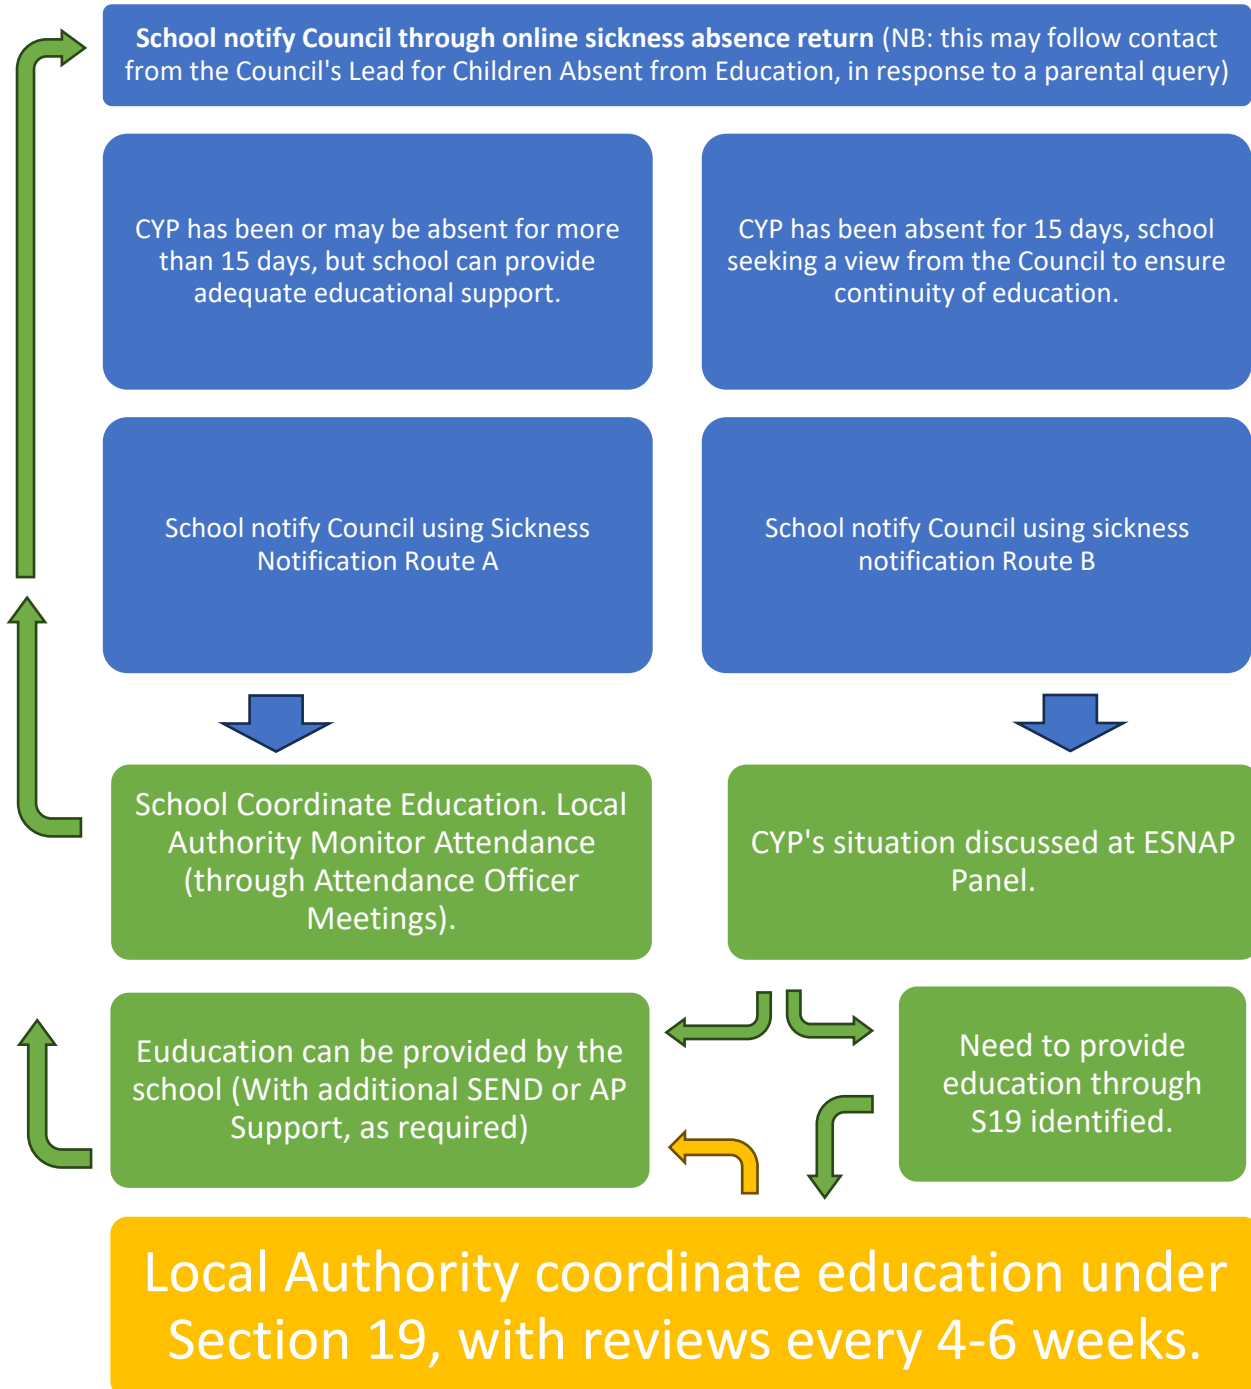 School notify Council through online sickness absence return (NB: this may follow contact
from the Council's Lead for Children Absent from Education, in response to a parental query)
CYP has been or may be absent for more
than 15 days, but school can provide
adequate educational support.
CYP has been absent for 15 days, school
seeking a view from the Council to ensure
continuity of education.
School notify Council using Sickness
Notification Route A
School notify Council using sickness
notification Route B
School Coordinate Education. Local
Authority Monitor Attendance
(through Attendance Officer
Meetings).
CYP's situation discussed at ESNAP
Panel.
Euducation can be provided by the
school (With additional SEND or AP
Support, as required)
Need to provide
education through
S19 identified.
Local Authority coordinate education under
Section 19, with reviews every 4-6 weeks.